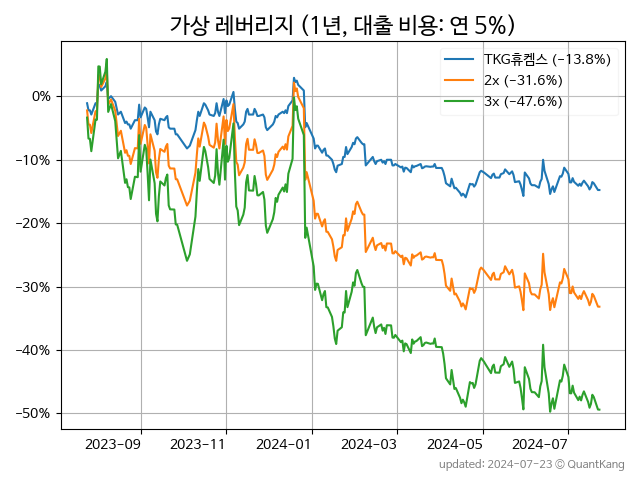 가상 레버리지 (1년, 대출 비용: 연 5%)
TKG휴켐스 (−13.8%)
2x (−31.6%)
3x (−47.6%)
0%
−10%
−20%
−30%
−40%
−50%
2023-09
2023-11
2024-01
2024-03
2024-05
2024-07
updated: 2024-07-23 © QuantKang